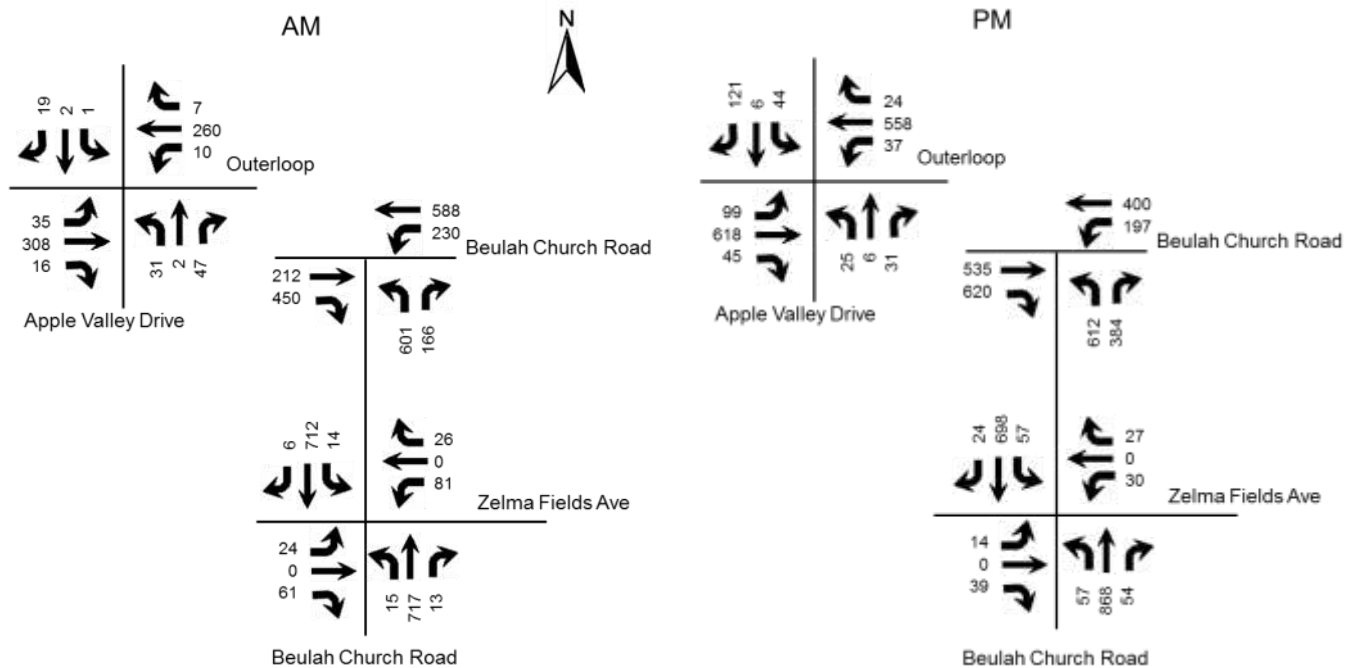 AM
N
19 2 1
7
260
10
Outerloop
35
308
16
31 2 47
Apple Valley Drive
588
230
Beulah Church Road
212
450
601 166
6 712 14
26
0
81
Zelma Fields Ave
24
0
61
15 717 13
Beulah Church Road
PM
121 6 44
24
558
37
Outerloop
99
618
45
25 6 31
Apple Valley Drive
400
197
Beulah Church Road
535
620
612 384
24 698 57
27
0
30
Zelma Fields Ave
14
0
39
57 868 54
Beulah Church Road